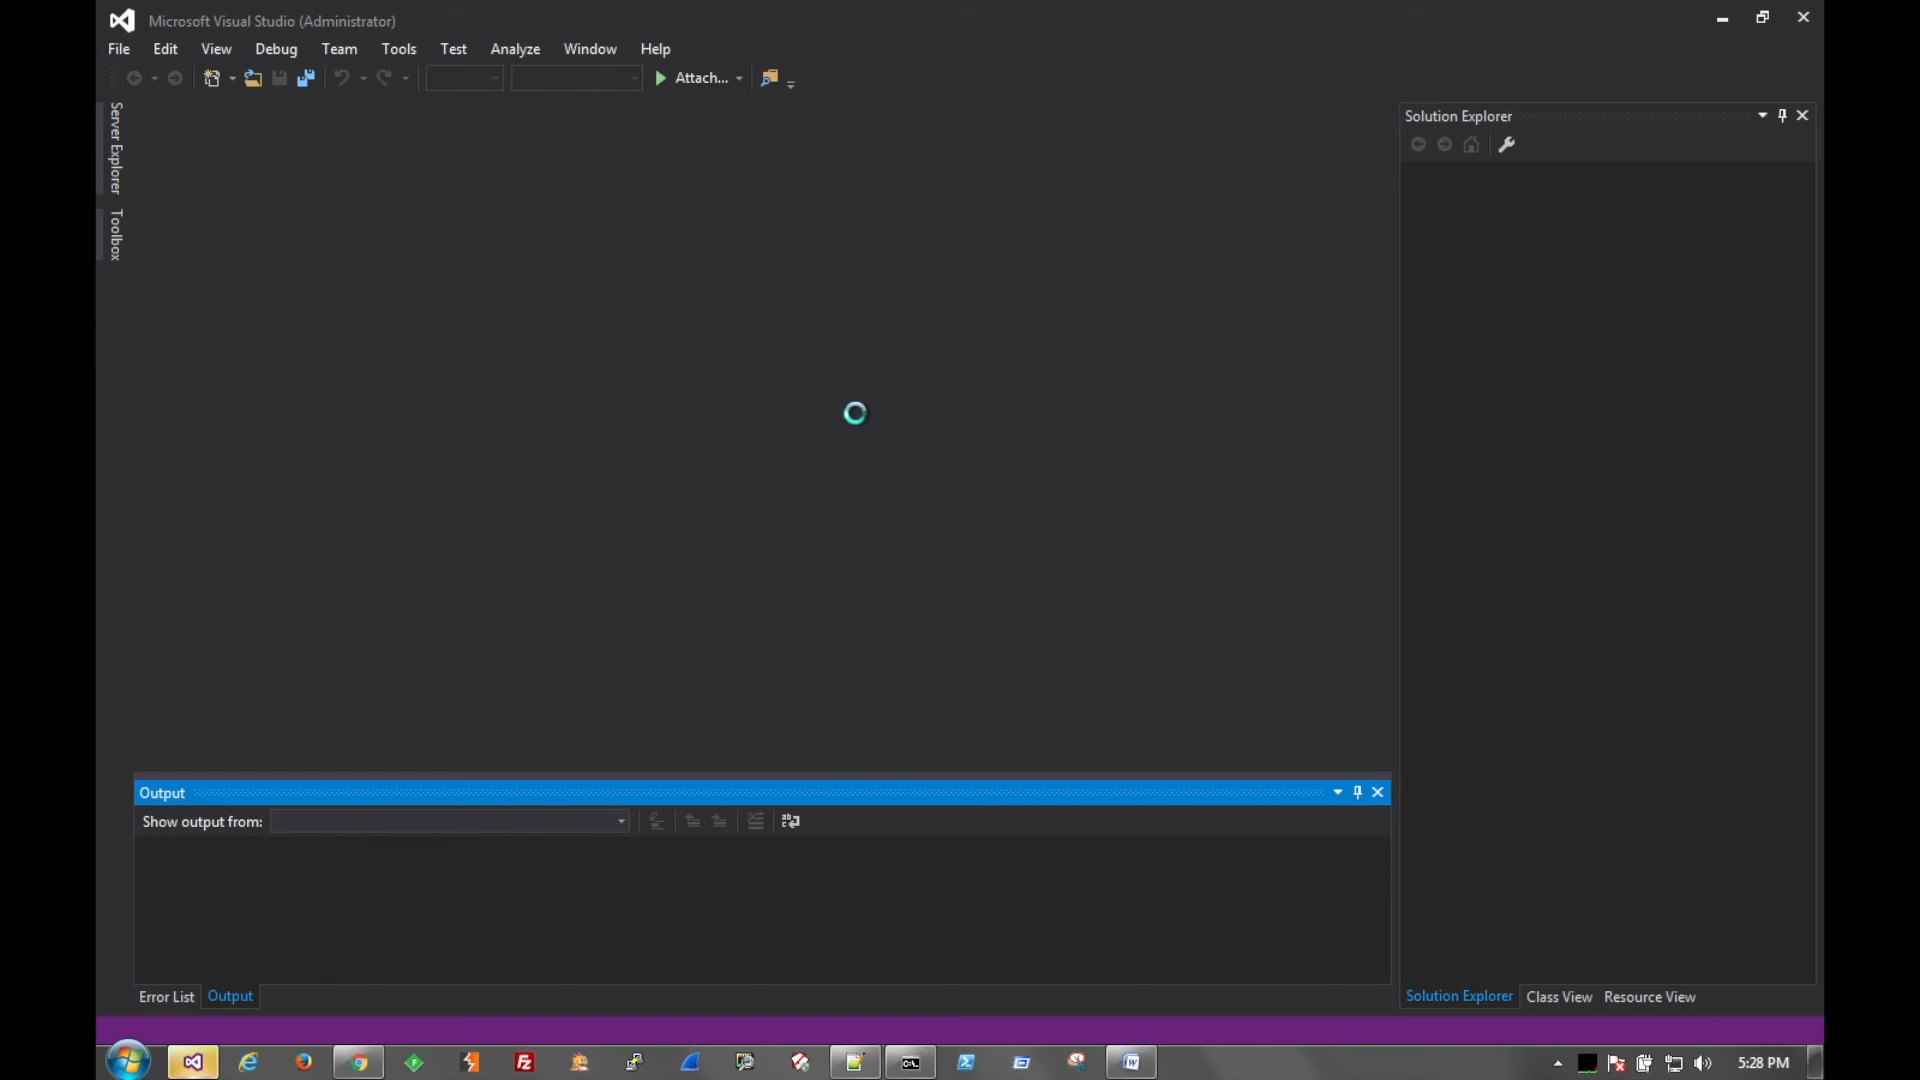 Microsoft Visual Studio (Administrator)
File Edit View Debug Team Tools Test Analyze Window Help
Attach...
Server Explorer
Toolbox
Solution Explorer
Output
Show output from:
Error List Output
Solution Explorer Class View Resource View
5:28 PM